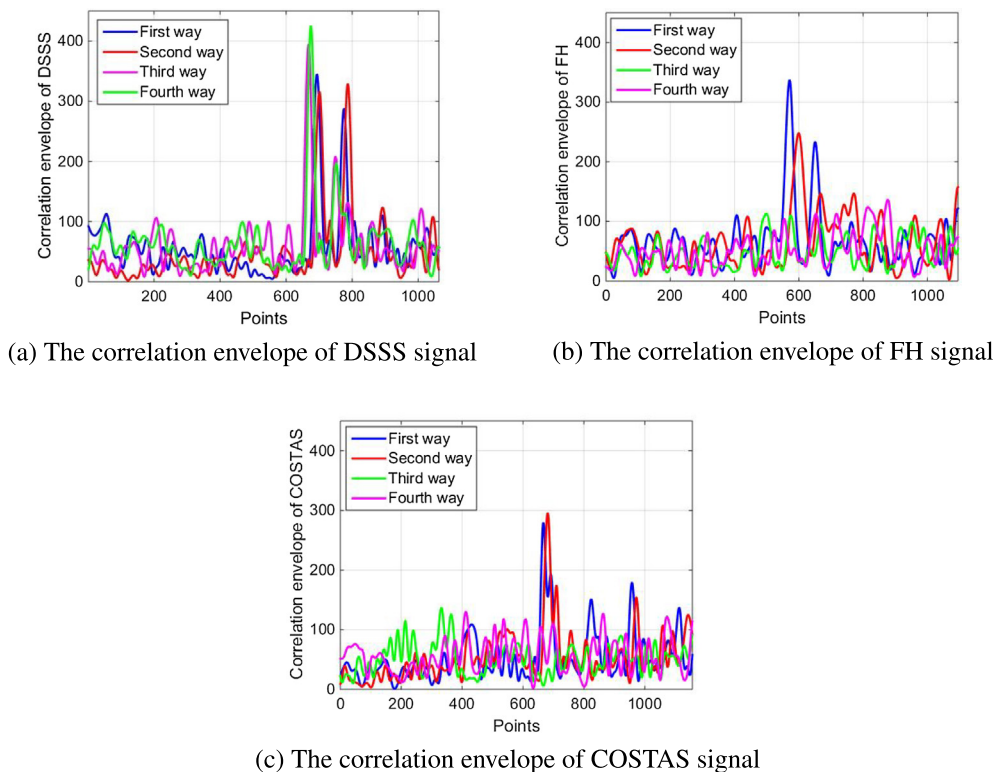 Correlation envelope of DSSS
400
300
200
100
0
First way
Second way
Third way
Fourth way
200 400 600 800 1000
Points
(a) The correlation envelope of DSSS signal
Correlation envelope of FH
400
300
200
100
0
First way
Second way
Third way
Fourth way
0 200 400 600 800 1000
Points
(b) The correlation envelope of FH signal
Correlation envelope of COSTAS
400
300
200
100
0
First way
Second way
Third way
Fourth way
0 200 400 600 800 1000
Points
(c) The correlation envelope of COSTAS signal